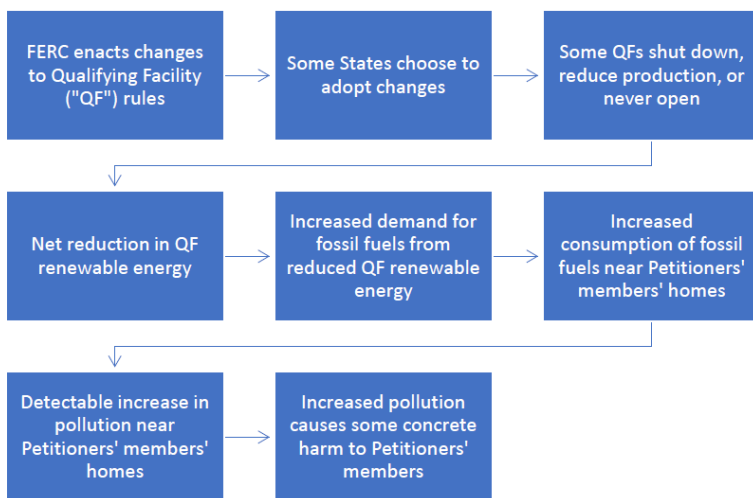 FERC enacts changes
to Qualifying Facility
("QF") rules
Some States choose to
adopt changes
Some QFs shut down,
reduce production, or
never open
Net reduction in QF
renewable energy
Increased demand for
fossil fuels from
reduced QF renewable
energy
Increased
consumption of fossil
fuels near Petitioners'
members' homes
Detectable increase in
pollution near
Petitioners' members'
homes
Increased pollution
causes some concrete
harm to Petitioners'
members